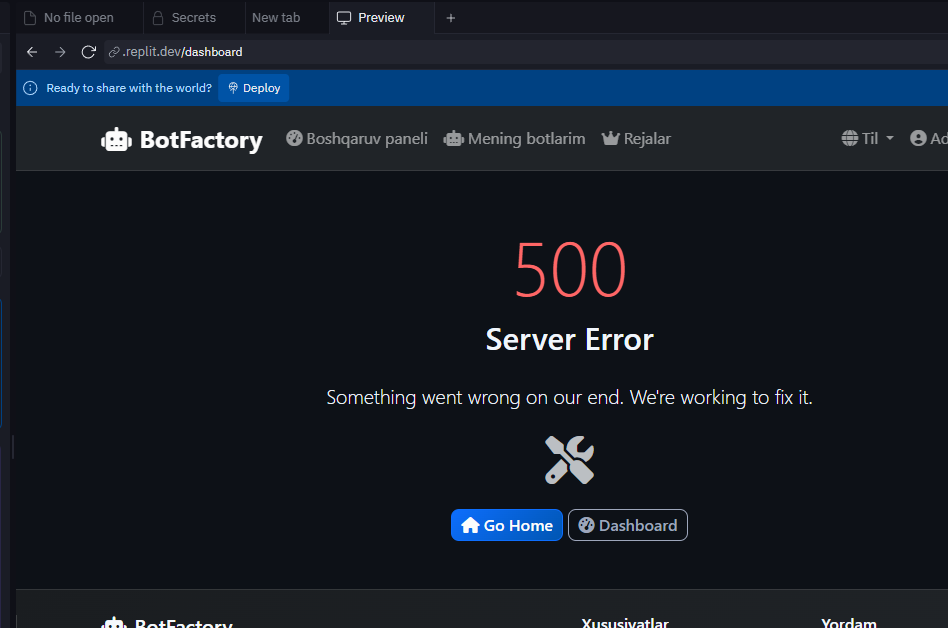 No file open Secrets New tab Preview
.replit.dev/dashboard
Ready to share with the world? Deploy
BotFactory Boshqaruv paneli Mening botlarim Rejalar Til Ad
500
Server Error
Something went wrong on our end. We're working to fix it.
Go Home Dashboard
BotFactory Xususiyatlar Yordam